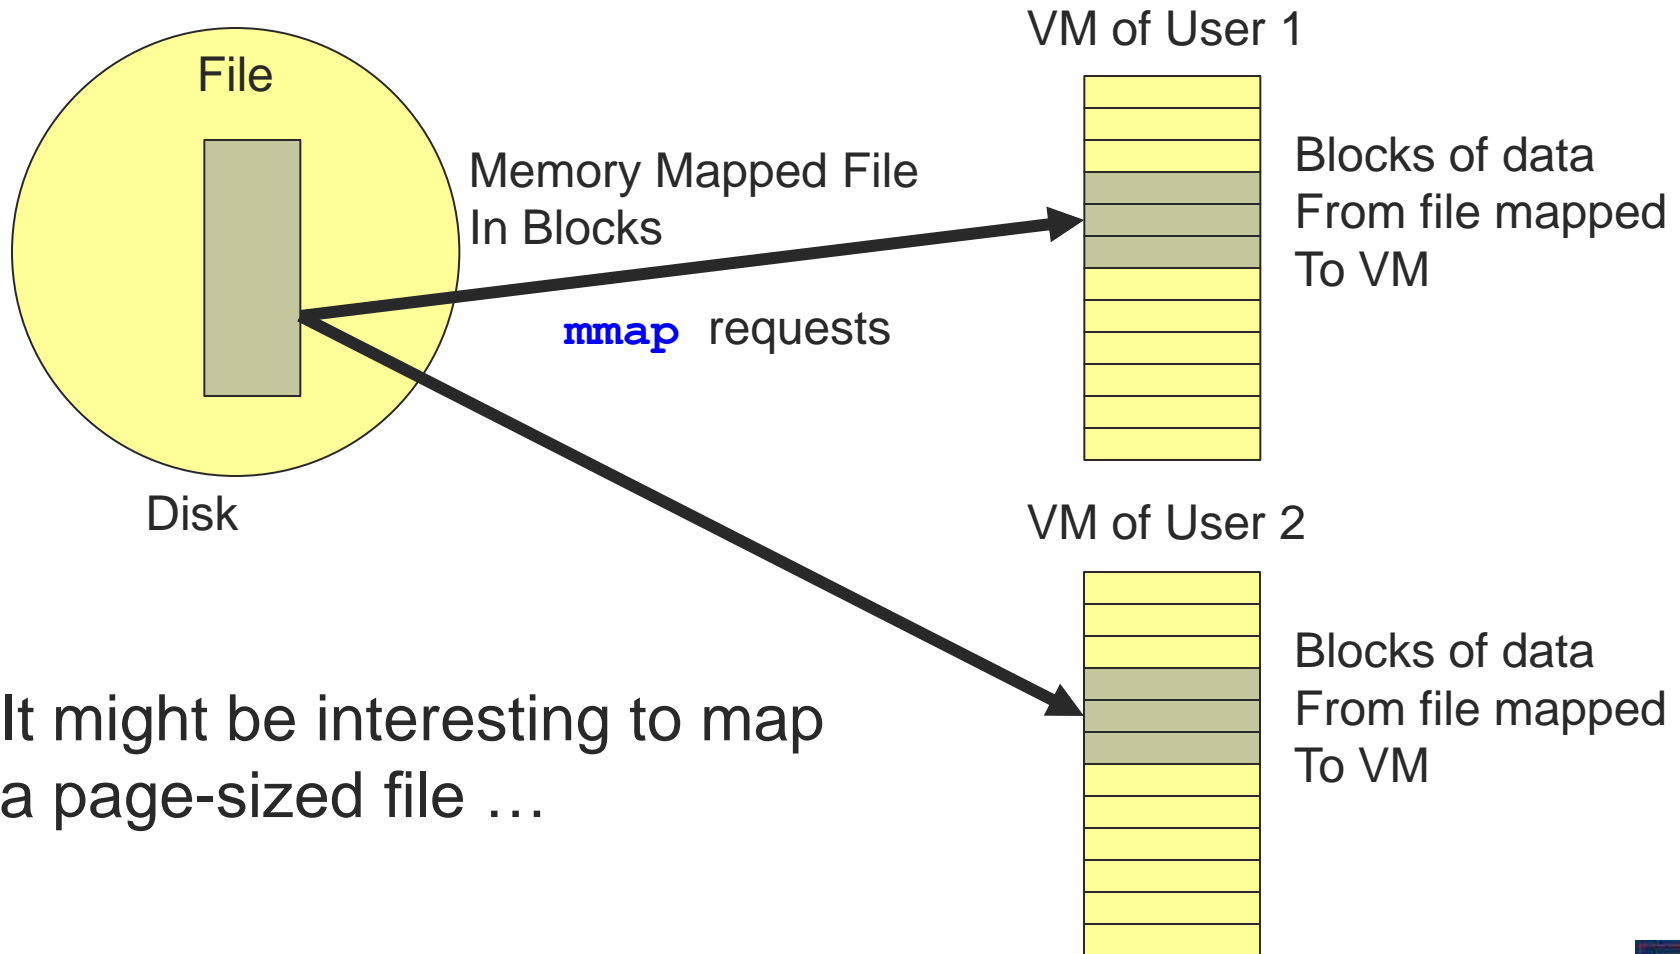 VM of User 1
File
Memory Mapped File
In Blocks
Blocks of data
From file mapped
To VM
mmap requests
Disk
VM of User 2
Blocks of data
From file mapped
To VM
It might be interesting to map
a page-sized file …